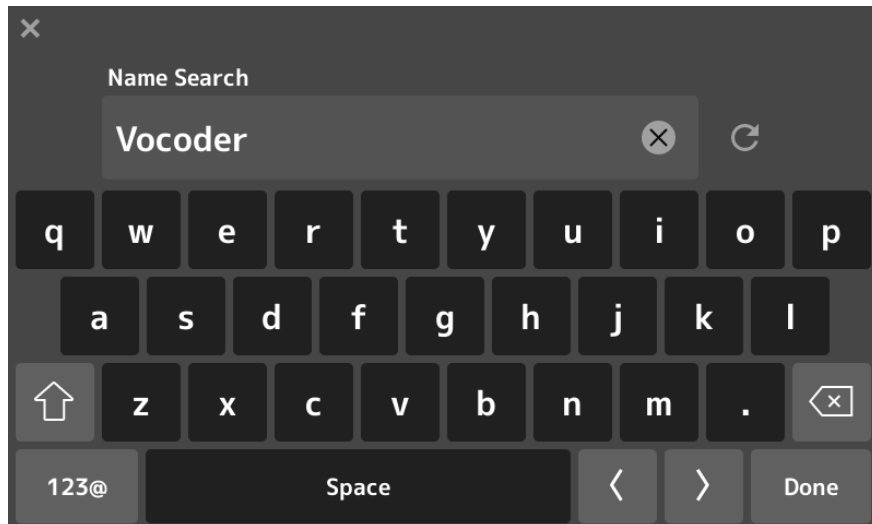 Name Search
Vocoder
q w e r t y u i o p
a s d f g h j k l
z x c v b n m .
123@ Space Done